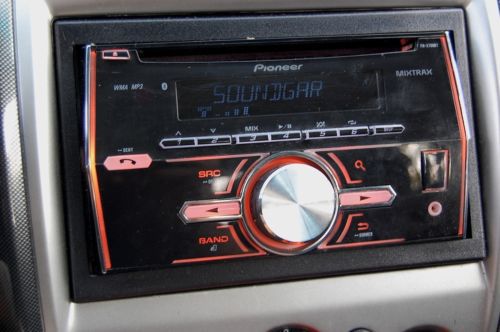 Pioneer
MIXTRAX
WMA MP3
SOUNDGAR
MIX
1 2 3 4 5 6
SRC
BAND